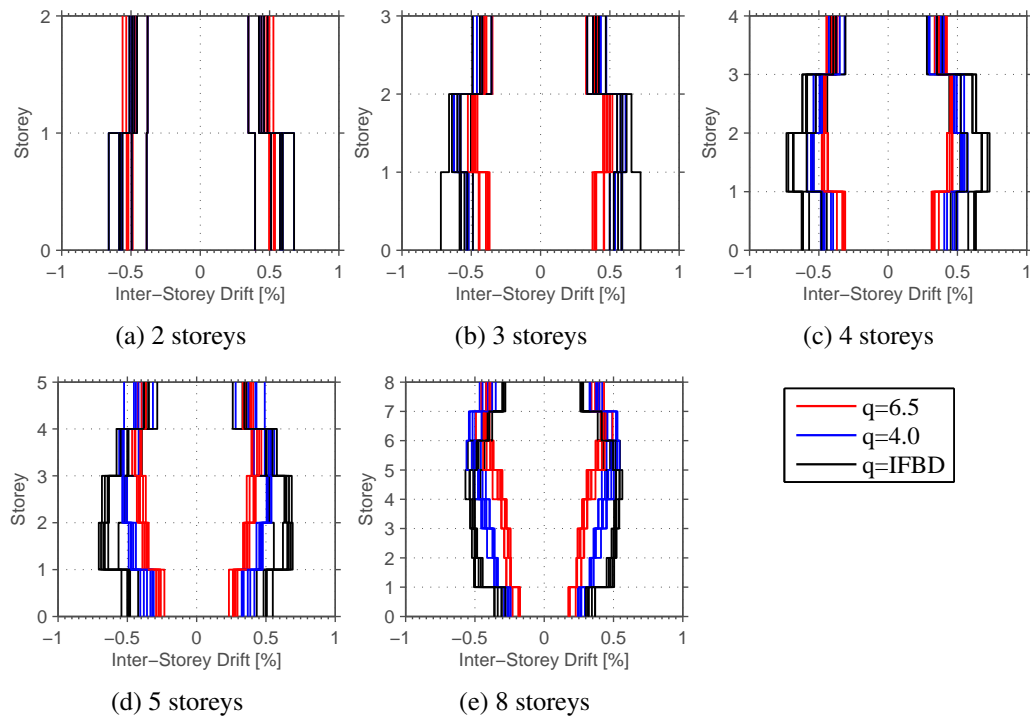 2
1
0
Storey
−1 −0.5 0 0.5 1
Inter−Storey Drift [%]
(a) 2 storeys
3
2
1
0
Storey
−1 −0.5 0 0.5 1
Inter−Storey Drift [%]
(b) 3 storeys
4
3
2
1
0
Storey
−1 −0.5 0 0.5 1
Inter−Storey Drift [%]
(c) 4 storeys
5
4
3
2
1
0
Storey
−1 −0.5 0 0.5 1
Inter−Storey Drift [%]
(d) 5 storeys
8
7
6
5
4
3
2
1
0
Storey
−1 −0.5 0 0.5 1
Inter−Storey Drift [%]
(e) 8 storeys
q=6.5
q=4.0
q=IFBD